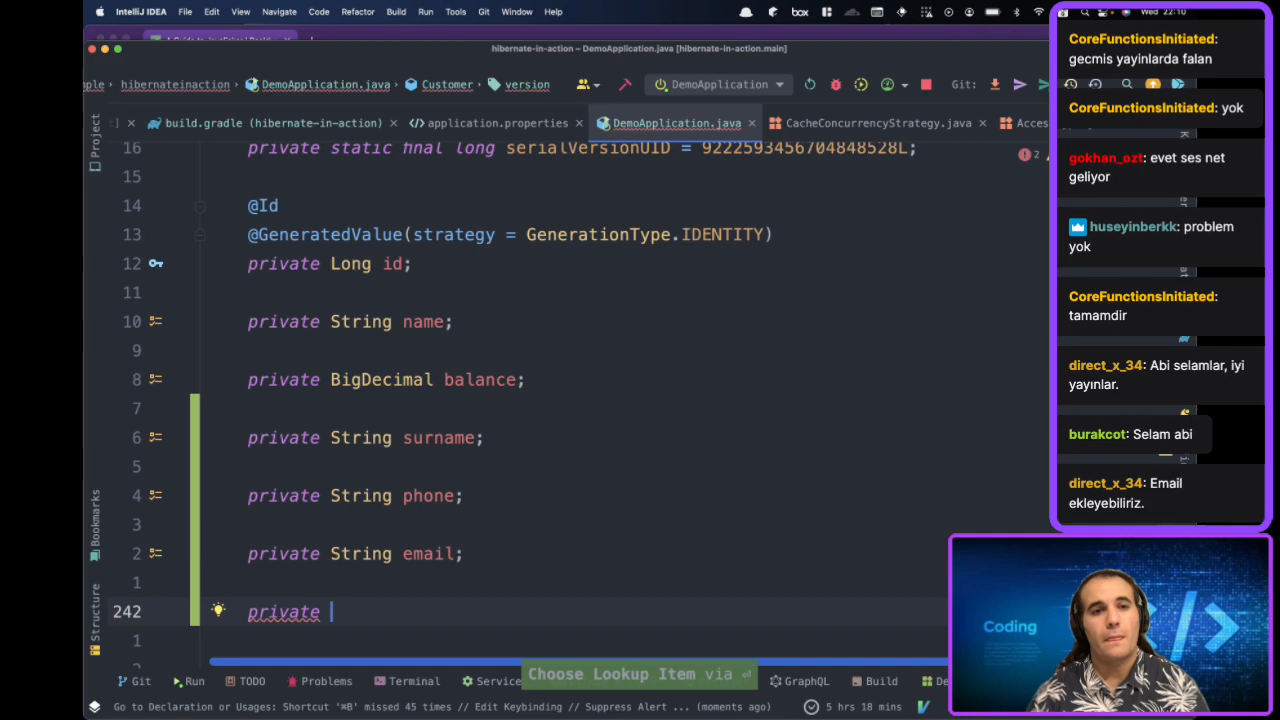 IntelliJ IDEA File Edit View Navigate Code Refactor Build Run Tools Git Window Help box Wed 22:10
hibernate-in-action – DemoApplication.java [hibernate-in-action.main]
ple hibernateinaction DemoApplication.java Customer version DemoApplication Git:
build.gradle (hibernate-in-action) application.properties DemoApplication.java CacheConcurrencyStrategy.java Acces
Project
16 private static final long serialVersionUID = 9222593456704848528L; 2
15
14 @Id
13 @GeneratedValue(strategy = GenerationType.IDENTITY)
12 private Long id;
11
10 private String name;
9
8 private BigDecimal balance;
7
6 private String surname;
5
4 private String phone;
3
2 private String email;
1
242 private
1
Bookmarks
Structure
Choose Lookup Item via ⏎
Git Run TODO Problems Terminal Service GraphQL Build De
Go to Declaration or Usages: Shortcut '⌘B' missed 45 times // Edit Keybinding // Suppress Alert ... (moments ago) 5 hrs 18 mins
CoreFunctionsInitiated:
gecmis yayinlarda falan
CoreFunctionsInitiated: yok
gokhan_ozt: evet ses net
geliyor
huseyinberkk: problem
yok
CoreFunctionsInitiated:
tamamdir
direct_x_34: Abi selamlar, iyi
yayınlar.
burakcot: Selam abi
direct_x_34: Email
ekleyebiliriz.
Coding